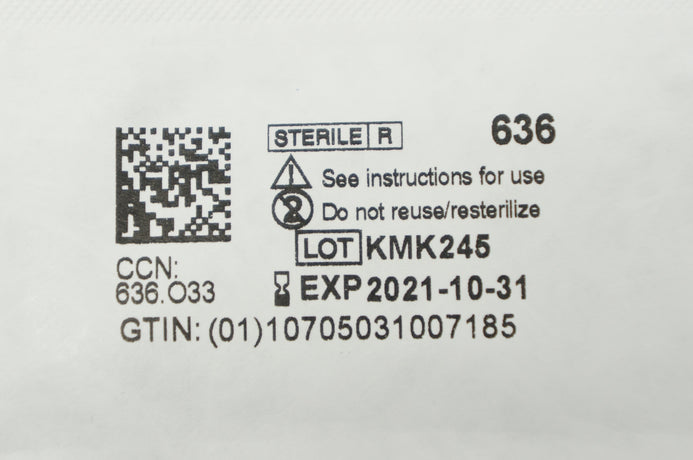 STERILE R
636
See instructions for use
Do not reuse/resterilize
LOT KMK245
CCN:
636.O33
EXP 2021-10-31
GTIN: (01)10705031007185